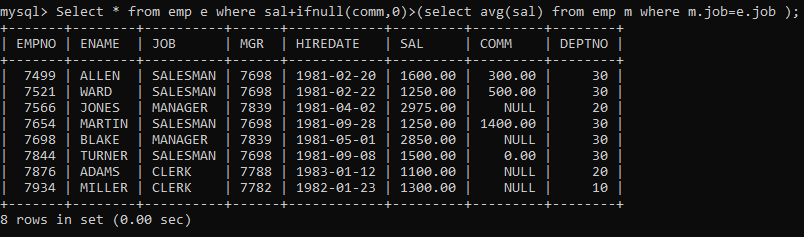 mysql> Select * from emp e where sal+ifnull(comm,0)>(select avg(sal) from emp m where m.job=e.job );
+-------+--------+----------+------+------------+---------+---------+--------+
| EMPNO | ENAME  | JOB      | MGR  | HIREDATE   | SAL     | COMM    | DEPTNO |
+-------+--------+----------+------+------------+---------+---------+--------+
|  7499 | ALLEN  | SALESMAN | 7698 | 1981-02-20 | 1600.00 |  300.00 |     30 |
|  7521 | WARD   | SALESMAN | 7698 | 1981-02-22 | 1250.00 |  500.00 |     30 |
|  7566 | JONES  | MANAGER  | 7839 | 1981-04-02 | 2975.00 |    NULL |     20 |
|  7654 | MARTIN | SALESMAN | 7698 | 1981-09-28 | 1250.00 | 1400.00 |     30 |
|  7698 | BLAKE  | MANAGER  | 7839 | 1981-05-01 | 2850.00 |    NULL |     30 |
|  7844 | TURNER | SALESMAN | 7698 | 1981-09-08 | 1500.00 |    0.00 |     30 |
|  7876 | ADAMS  | CLERK    | 7788 | 1983-01-12 | 1100.00 |    NULL |     20 |
|  7934 | MILLER | CLERK    | 7782 | 1982-01-23 | 1300.00 |    NULL |     10 |
+-------+--------+----------+------+------------+---------+---------+--------+
8 rows in set (0.00 sec)